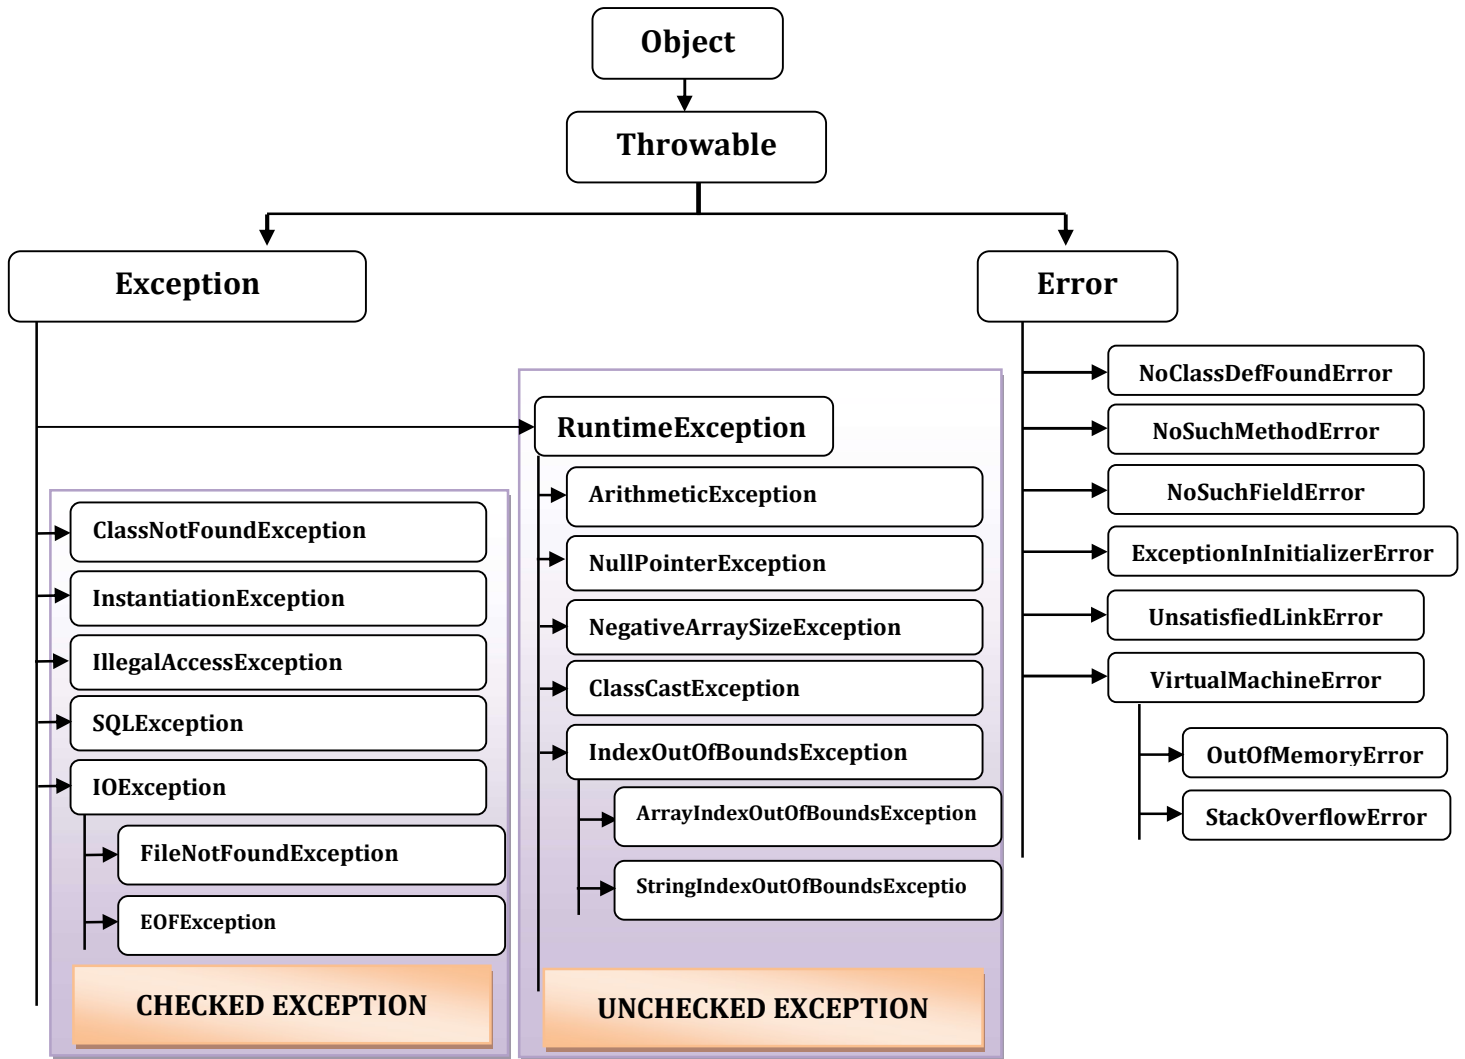 Object
Throwable
Exception
Error
RuntimeException
ClassNotFoundException
InstantiationException
IllegalAccessException
SQLException
IOException
FileNotFoundException
EOFException
CHECKED EXCEPTION
ArithmeticException
NullPointerException
NegativeArraySizeException
ClassCastException
IndexOutOfBoundsException
ArrayIndexOutOfBoundsException
StringIndexOutOfBoundsExceptio
UNCHECKED EXCEPTION
NoClassDefFoundError
NoSuchMethodError
NoSuchFieldError
ExceptionInInitializerError
UnsatisfiedLinkError
VirtualMachineError
OutOfMemoryError
StackOverflowError